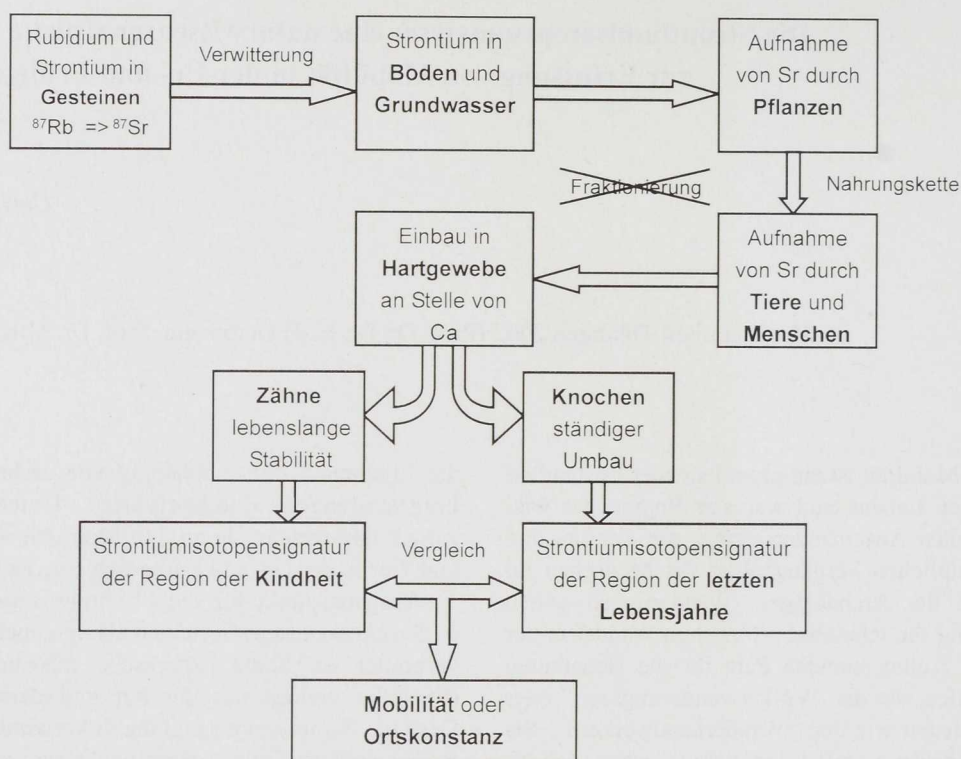 Rubidium und
Strontium in
Gesteinen
⁸⁷Rb => ⁸⁷Sr
Verwitterung
Strontium in
Boden und
Grundwasser
Aufnahme
von Sr durch
Pflanzen
Fraktionierung
Nahrungskette
Einbau in
Hartgewebe
an Stelle von
Ca
Aufnahme
von Sr durch
Tiere und
Menschen
Zähne
lebenslange
Stabilität
Knochen
ständiger
Umbau
Strontiumisotopensignatur
der Region der Kindheit
Vergleich
Strontiumisotopensignatur
der Region der letzten
Lebensjahre
Mobilität oder
Ortskonstanz